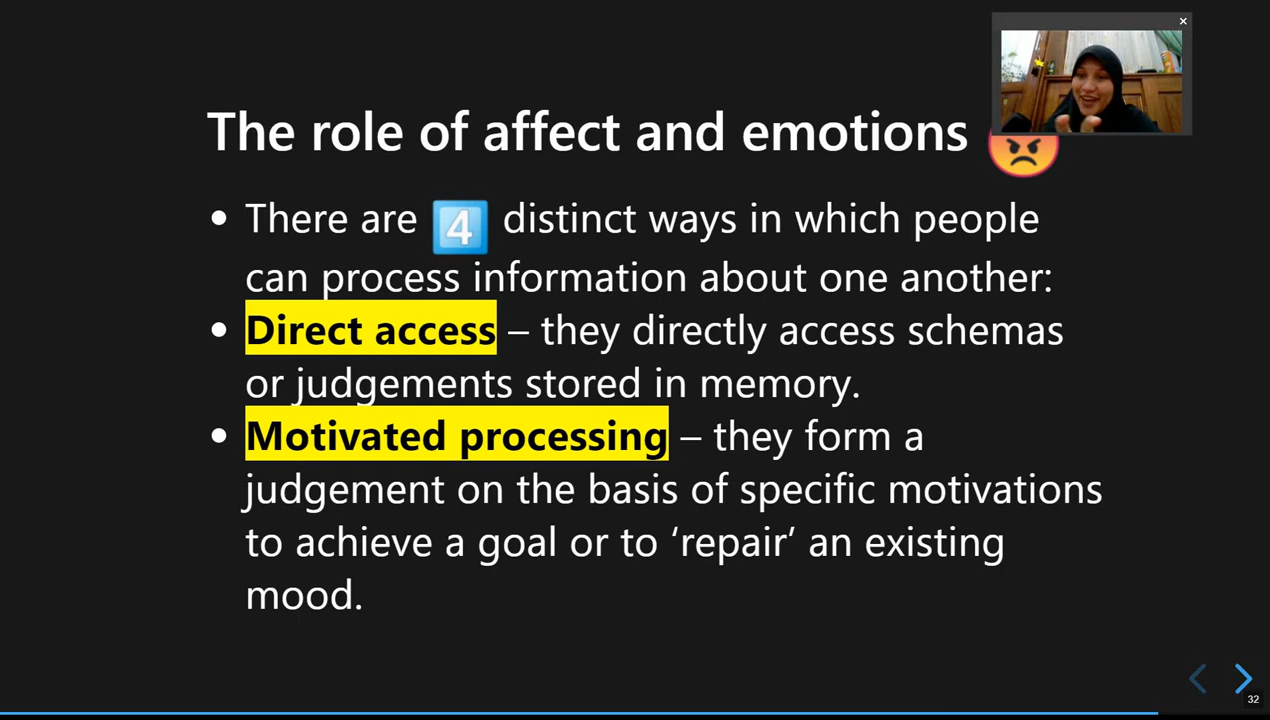 The role of affect and emotions 😡
• There are 4️⃣ distinct ways in which people
can process information about one another:
• Direct access – they directly access schemas
or judgements stored in memory.
• Motivated processing – they form a
judgement on the basis of specific motivations
to achieve a goal or to ‘repair’ an existing
mood.
32